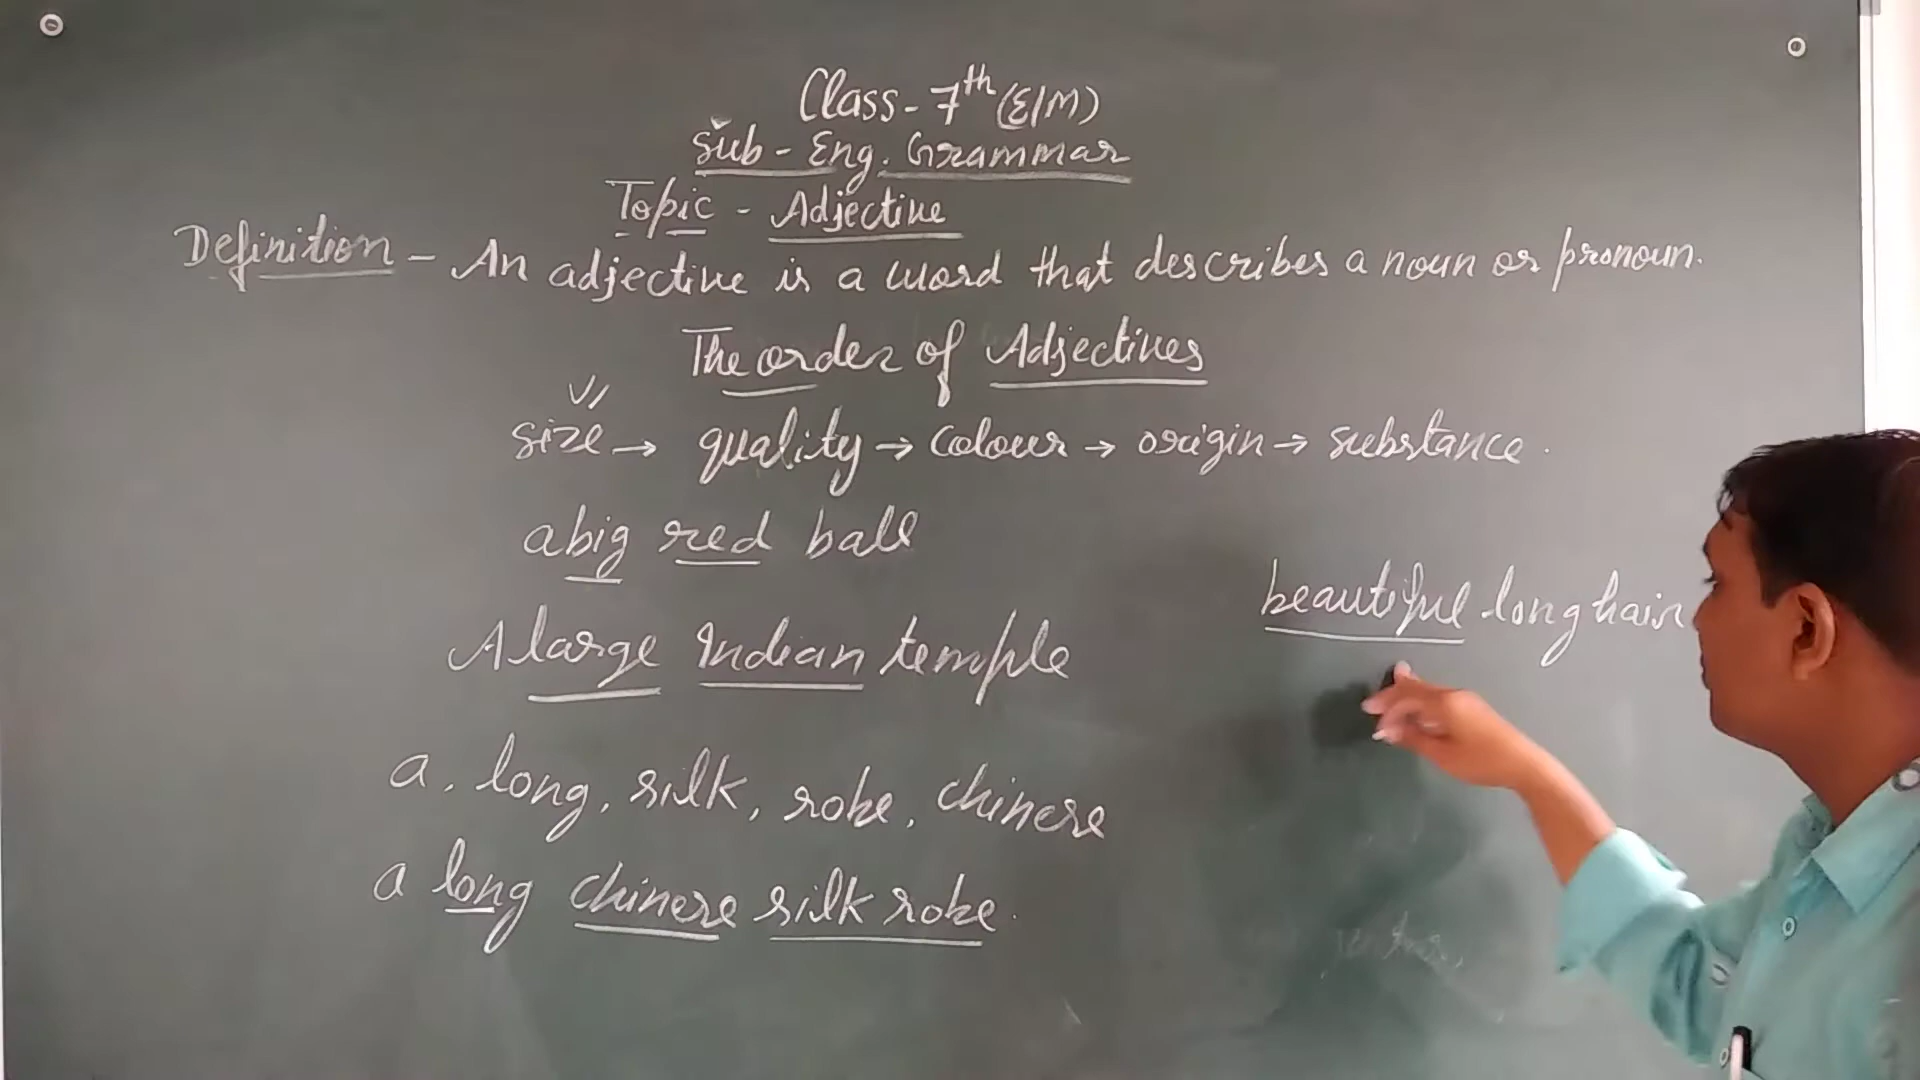 Class - 7th (E/M)
Sub - Eng. Grammar
Topic - Adjective
Definition - An adjective is a word that describes a noun or pronoun.
The order of Adjectives
size → quality → colour → origin → substance.
a big red ball
beautiful long hair
A large Indian temple
a, long, silk, robe, chinese
a long chinese silk robe.